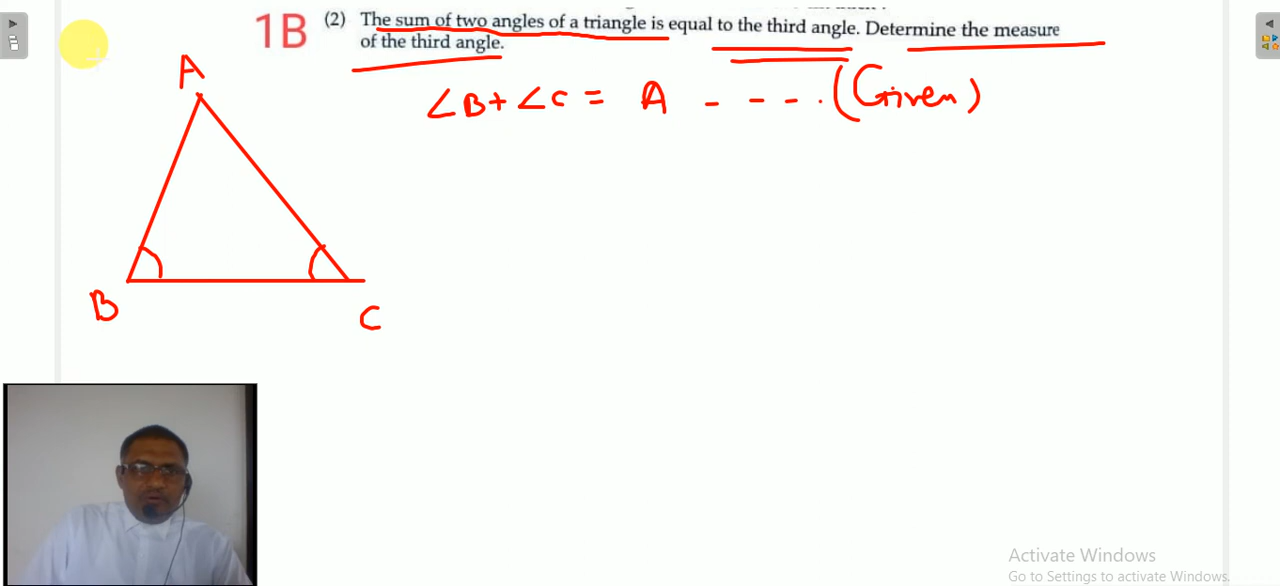 1B (2) The sum of two angles of a triangle is equal to the third angle. Determine the measure
of the third angle.
A
∠B+∠C = A - - - - . (Given)
B
C
Activate Windows
Go to Settings to activate Windows.